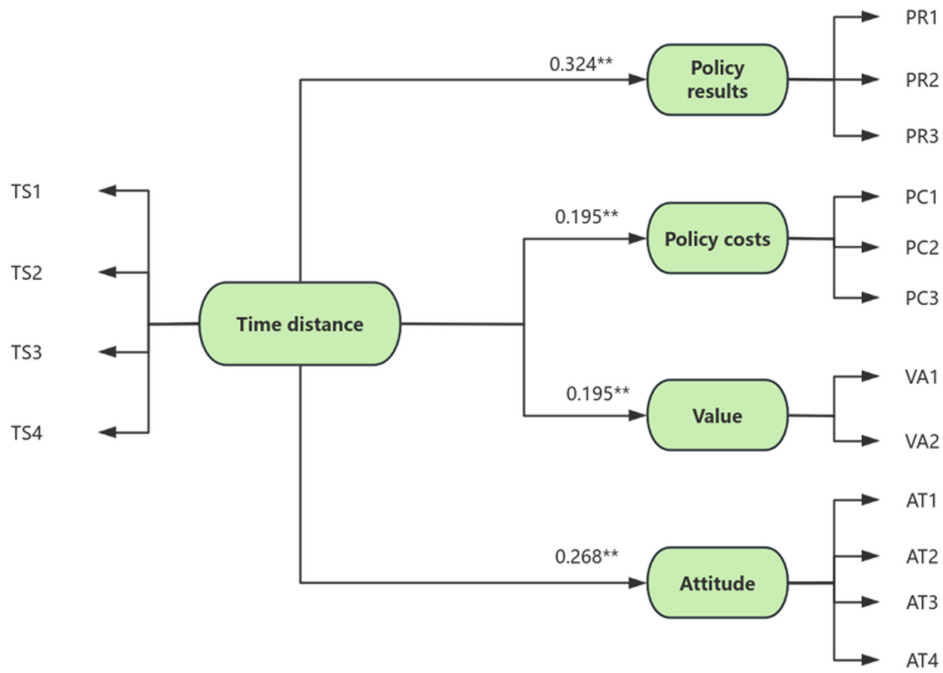 PR1
0.324**
Policy
results
PR2
PR3
TS1
PC1
0.195**
Policy costs
PC2
TS2
PC3
Time distance
TS3
VA1
0.195**
Value
TS4
VA2
AT1
0.268**
AT2
Attitude
AT3
AT4